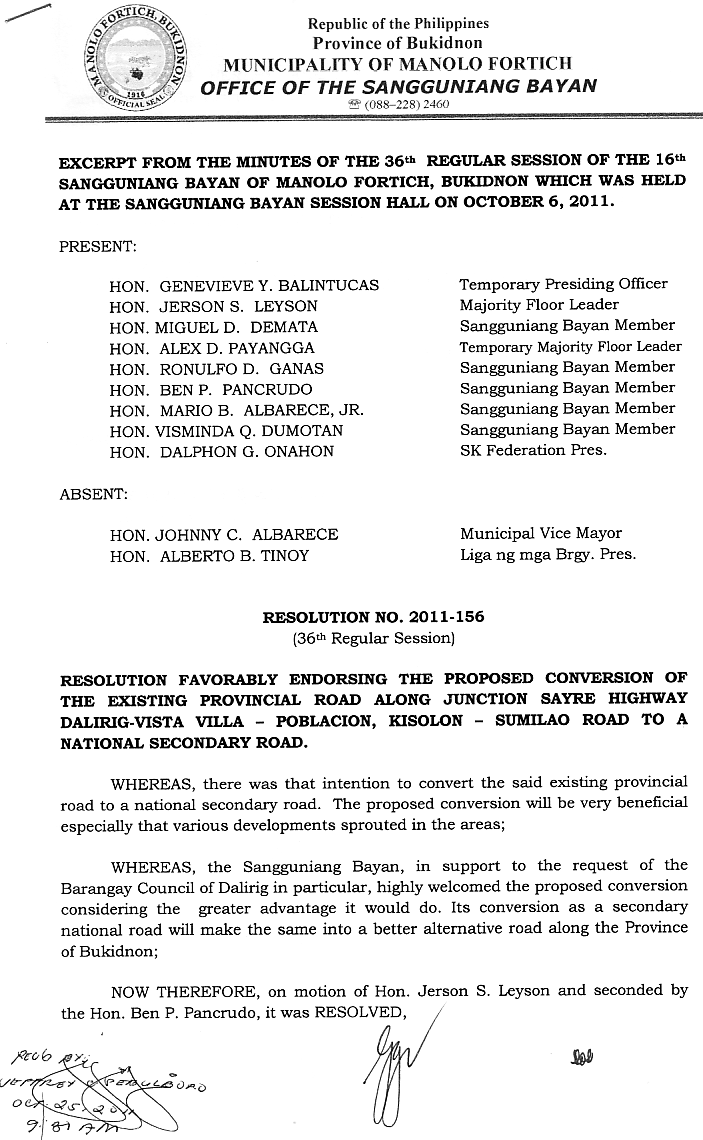 Republic of the Philippines
Province of Bukidnon
MUNICIPALITY OF MANOLO FORTICH
OFFICE OF THE SANGGUNIANG BAYAN
☏ (088–228) 2460
MANOLO FORTICH, BUKIDNON
1916
OFFICIAL SEAL
EXCERPT FROM THE MINUTES OF THE 36th REGULAR SESSION OF THE 16th
SANGGUNIANG BAYAN OF MANOLO FORTICH, BUKIDNON WHICH WAS HELD
AT THE SANGGUNIANG BAYAN SESSION HALL ON OCTOBER 6, 2011.
PRESENT:
HON. GENEVIEVE Y. BALINTUCAS Temporary Presiding Officer
HON. JERSON S. LEYSON Majority Floor Leader
HON. MIGUEL D. DEMATA Sangguniang Bayan Member
HON. ALEX D. PAYANGGA Temporary Majority Floor Leader
HON. RONULFO D. GANAS Sangguniang Bayan Member
HON. BEN P. PANCRUDO Sangguniang Bayan Member
HON. MARIO B. ALBARECE, JR. Sangguniang Bayan Member
HON. VISMINDA Q. DUMOTAN Sangguniang Bayan Member
HON. DALPHON G. ONAHON SK Federation Pres.
ABSENT:
HON. JOHNNY C. ALBARECE Municipal Vice Mayor
HON. ALBERTO B. TINOY Liga ng mga Brgy. Pres.
RESOLUTION NO. 2011-156
(36th Regular Session)
RESOLUTION FAVORABLY ENDORSING THE PROPOSED CONVERSION OF
THE EXISTING PROVINCIAL ROAD ALONG JUNCTION SAYRE HIGHWAY
DALIRIG-VISTA VILLA – POBLACION, KISOLON – SUMILAO ROAD TO A
NATIONAL SECONDARY ROAD.
WHEREAS, there was that intention to convert the said existing provincial
road to a national secondary road. The proposed conversion will be very beneficial
especially that various developments sprouted in the areas;
WHEREAS, the Sangguniang Bayan, in support to the request of the
Barangay Council of Dalirig in particular, highly welcomed the proposed conversion
considering the greater advantage it would do. Its conversion as a secondary
national road will make the same into a better alternative road along the Province
of Bukidnon;
NOW THEREFORE, on motion of Hon. Jerson S. Leyson and seconded by
the Hon. Ben P. Pancrudo, it was RESOLVED,
JEFFREY
OCT. 25, 2011
AM